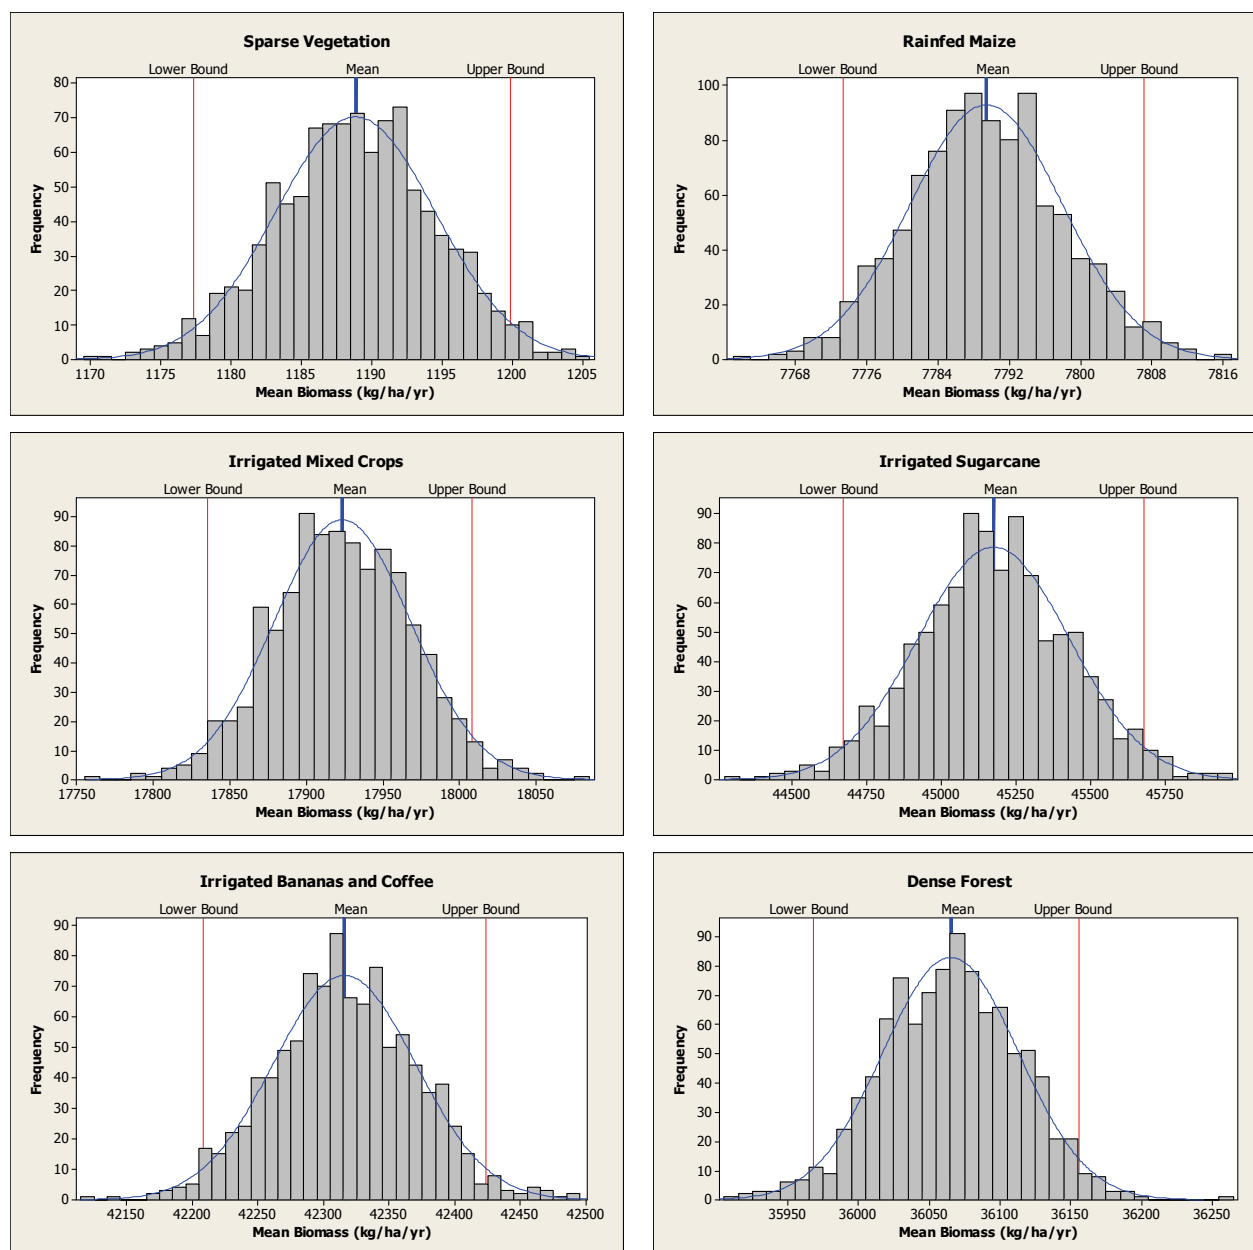 Sparse Vegetation
Lower Bound Mean Upper Bound
80
70
60
50
40
30
20
10
0
Frequency
1170 1175 1180 1185 1190 1195 1200 1205
Mean Biomass (kg/ha/yr)
Rainfed Maize
Lower Bound Mean Upper Bound
100
80
60
40
20
0
Frequency
7768 7776 7784 7792 7800 7808 7816
Mean Biomass (kg/ha/yr)
Irrigated Mixed Crops
Lower Bound Mean Upper Bound
90
80
70
60
50
40
30
20
10
0
Frequency
17750 17800 17850 17900 17950 18000 18050
Mean Biomass (kg/ha/yr)
Irrigated Sugarcane
Lower Bound Mean Upper Bound
90
80
70
60
50
40
30
20
10
0
Frequency
44500 44750 45000 45250 45500 45750
Mean Biomass (kg/ha/yr)
Irrigated Bananas and Coffee
Lower Bound Mean Upper Bound
90
80
70
60
50
40
30
20
10
0
Frequency
42150 42200 42250 42300 42350 42400 42450 42500
Mean Biomass (kg/ha/yr)
Dense Forest
Lower Bound Mean Upper Bound
90
80
70
60
50
40
30
20
10
0
Frequency
35950 36000 36050 36100 36150 36200 36250
Mean Biomass (kg/ha/yr)